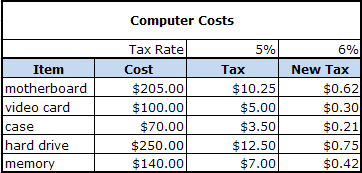 Computer Costs
Tax Rate 5% 6%
Item Cost Tax New Tax
motherboard $205.00 $10.25 $0.62
video card $100.00 $5.00 $0.30
case $70.00 $3.50 $0.21
hard drive $250.00 $12.50 $0.75
memory $140.00 $7.00 $0.42